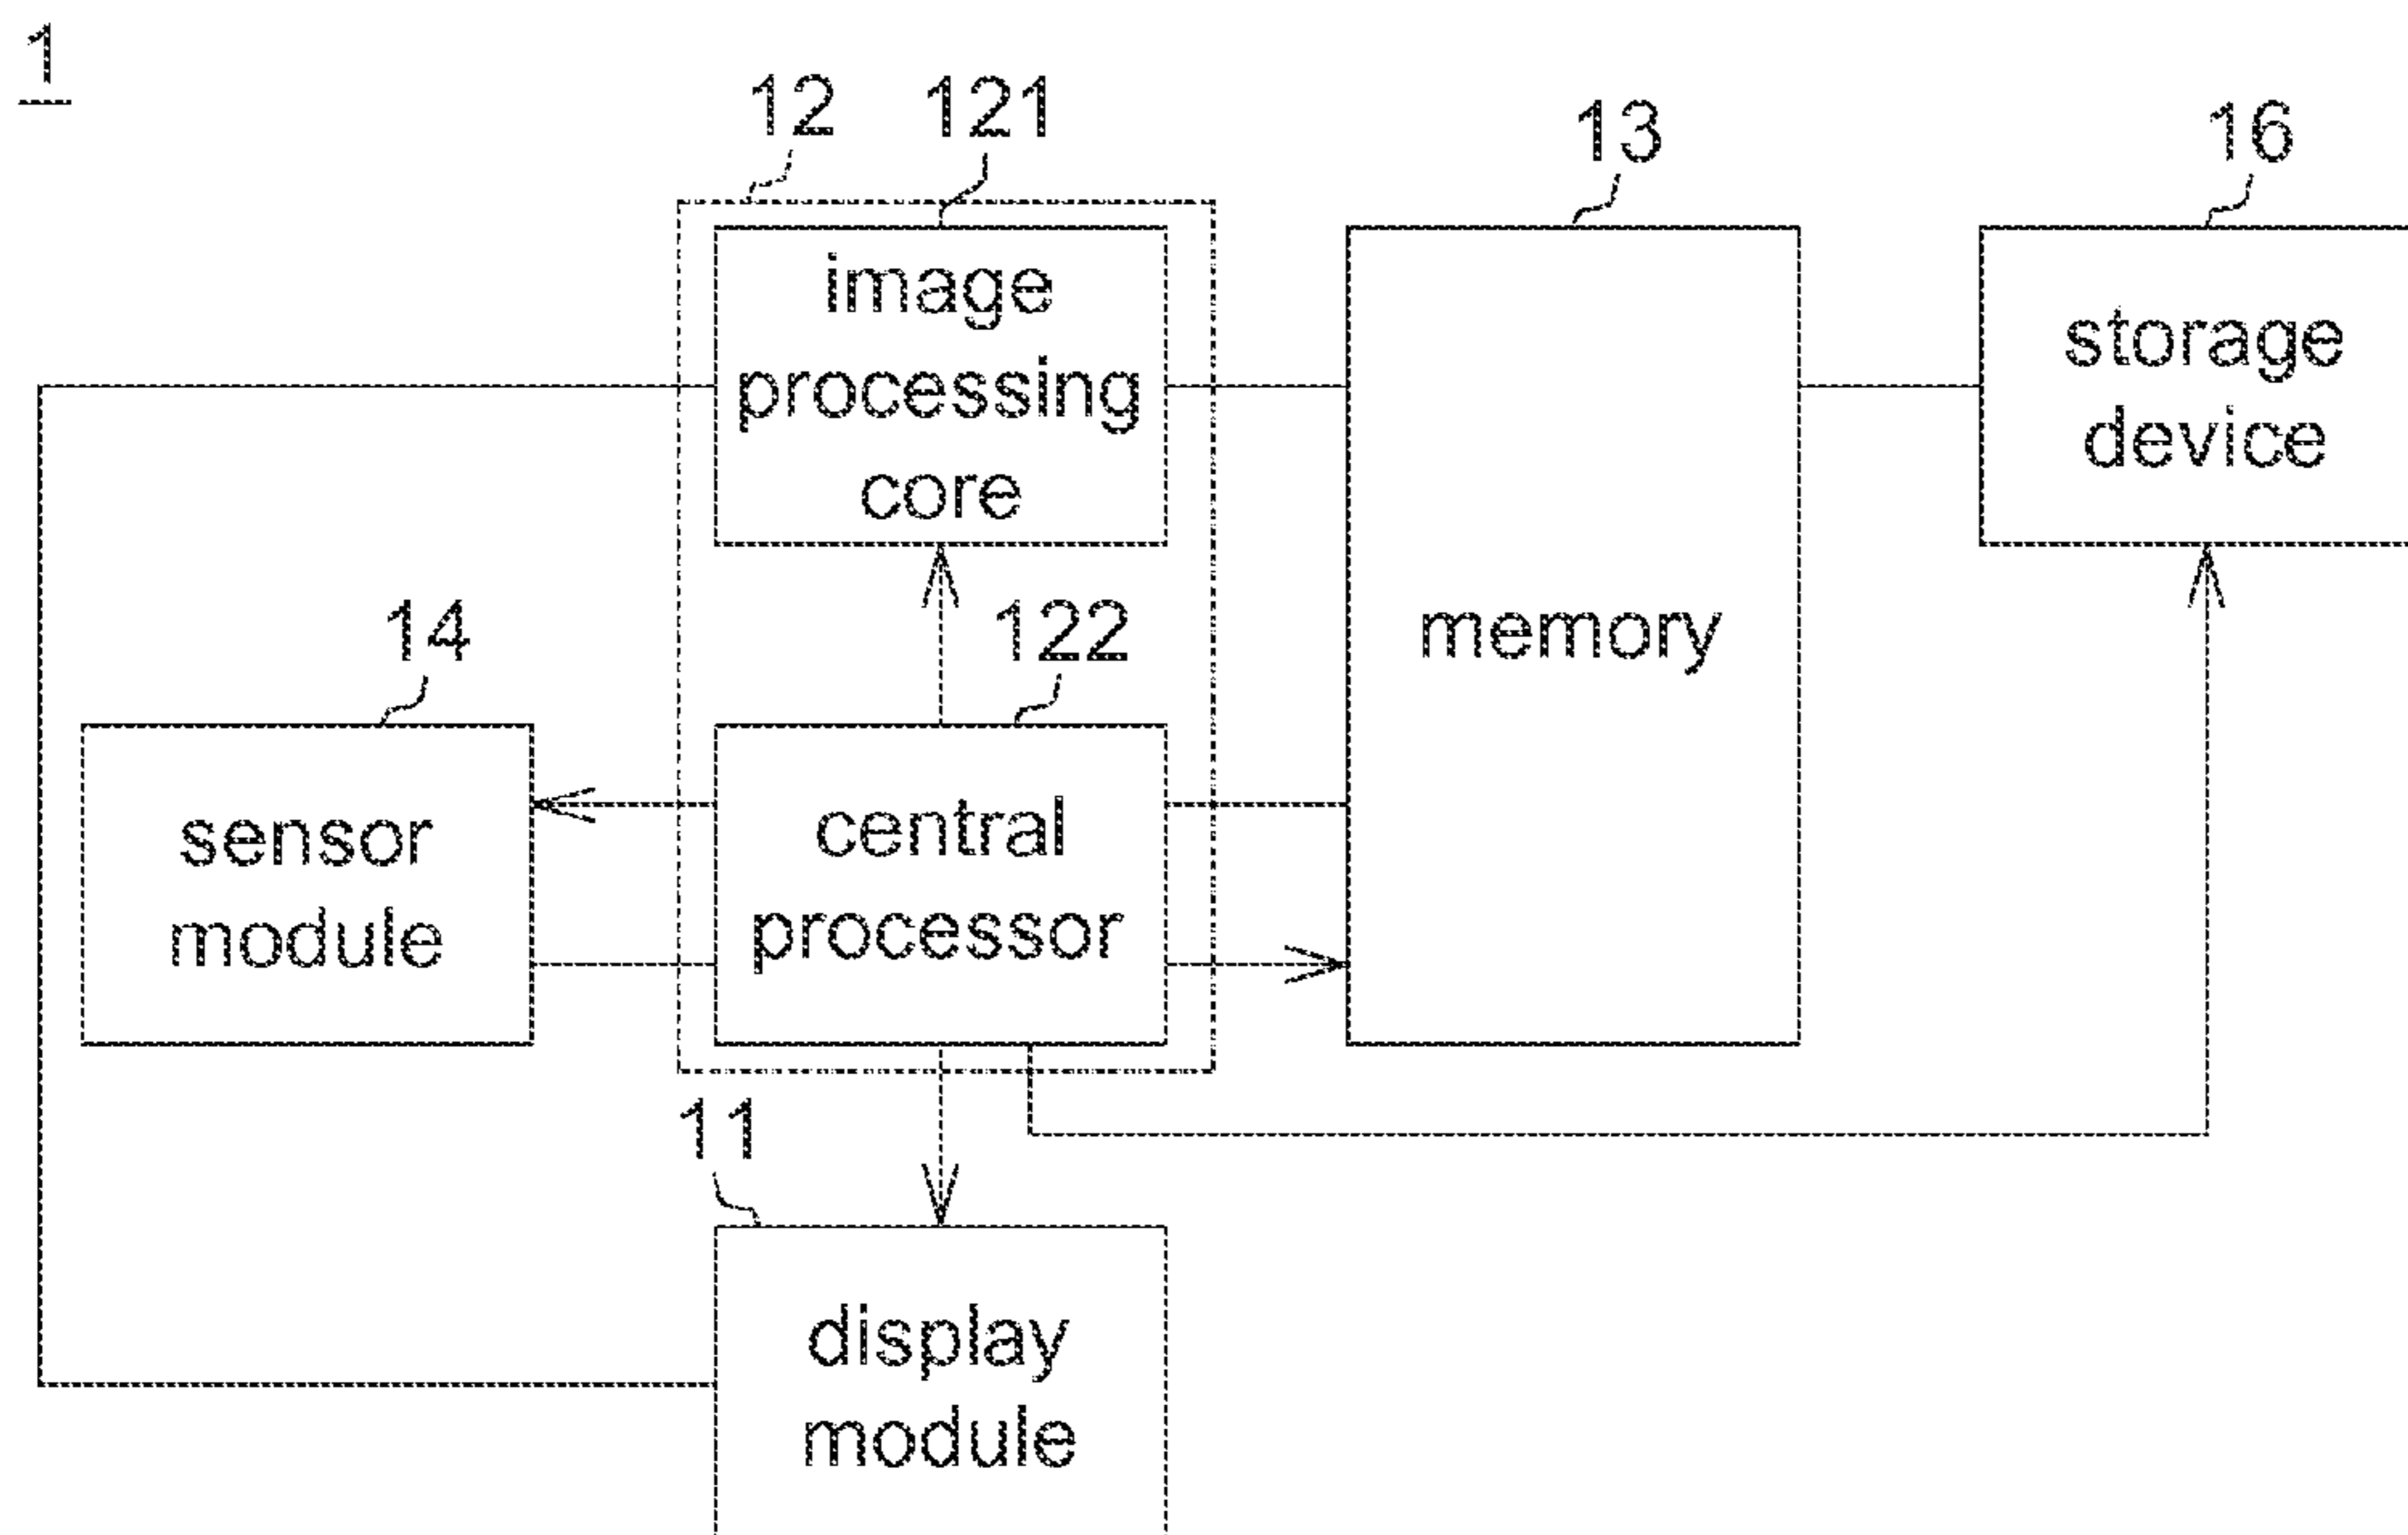 1
12
121
13
16
image
processing
core
storage
device
14
122
memory
sensor
module
central
processor
11
display
module